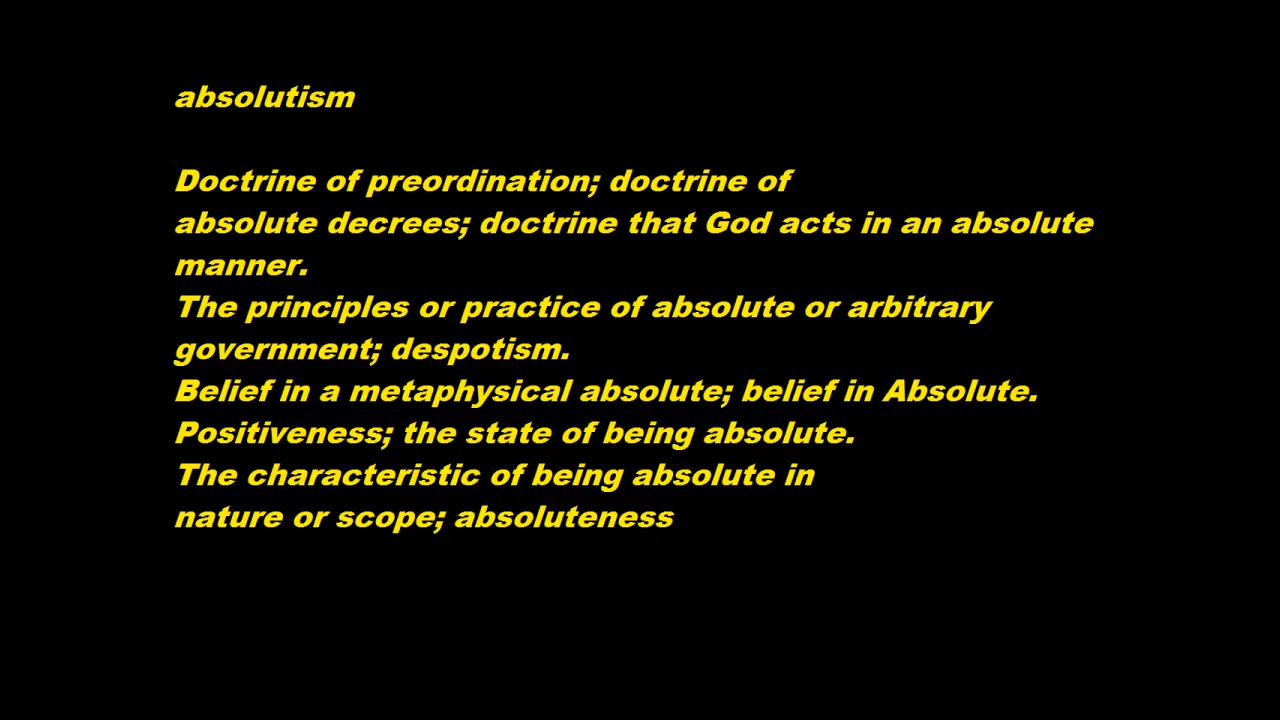 absolutism
Doctrine of preordination; doctrine of
absolute decrees; doctrine that God acts in an absolute
manner.
The principles or practice of absolute or arbitrary
government; despotism.
Belief in a metaphysical absolute; belief in Absolute.
Positiveness; the state of being absolute.
The characteristic of being absolute in
nature or scope; absoluteness